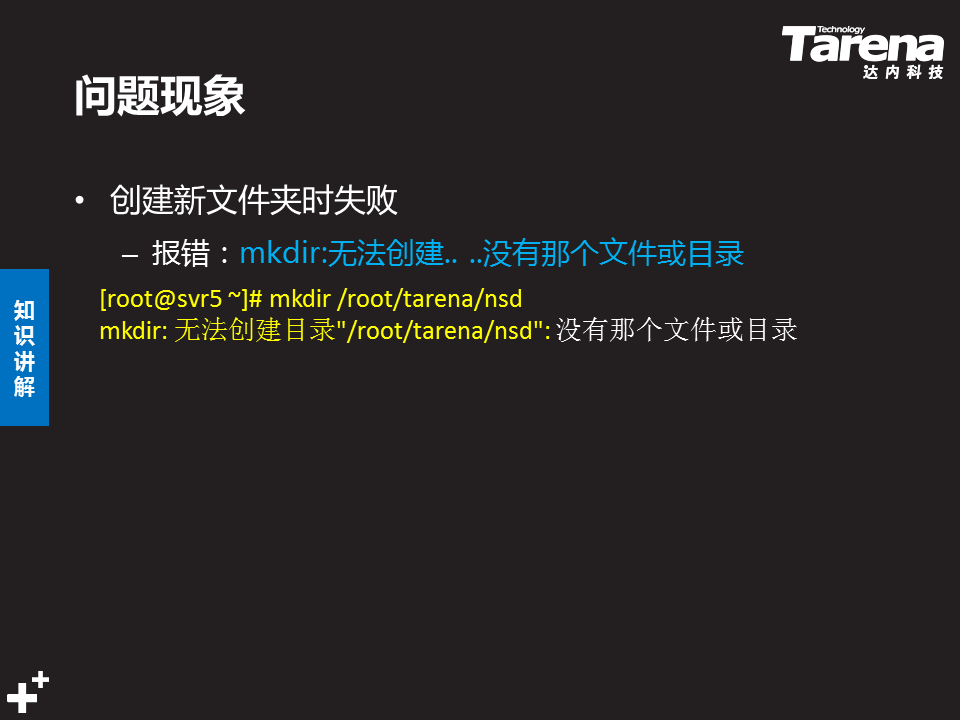 Technology
Tarena
达内科技
问题现象
• 创建新文件夹时失败
– 报错：mkdir:无法创建.. ..没有那个文件或目录
[root@svr5 ~]# mkdir /root/tarena/nsd
mkdir: 无法创建目录"/root/tarena/nsd": 没有那个文件或目录
知识讲解